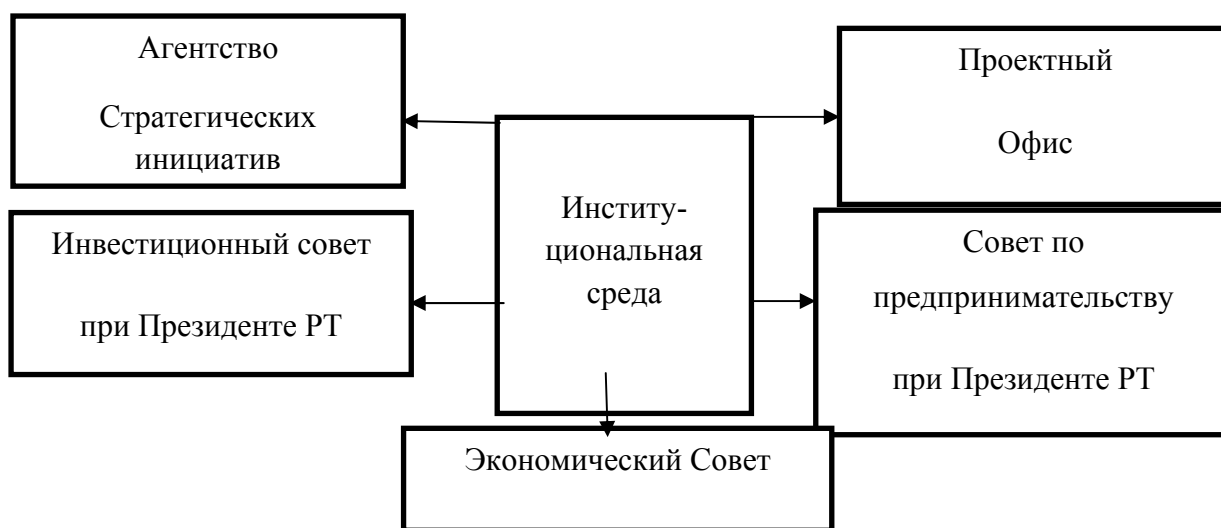 Агентство
Стратегических
инициатив
Проектный
Офис
Институ-
циональная
среда
Инвестиционный совет
при Президенте РТ
Совет по
предпринимательству
при Президенте РТ
Экономический Совет